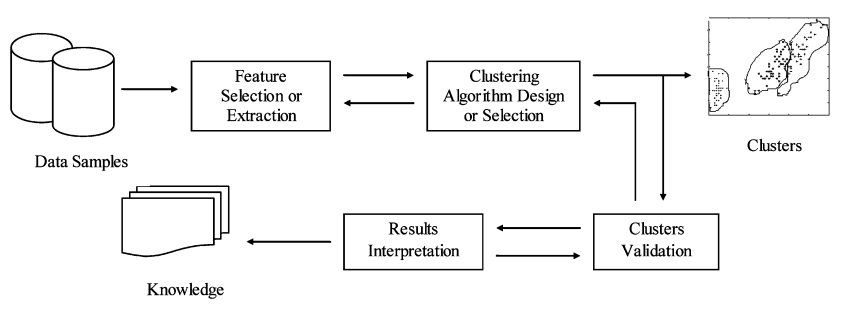 Data Samples
Feature
Selection or
Extraction
Clustering
Algorithm Design
or Selection
Clusters
Knowledge
Results
Interpretation
Clusters
Validation